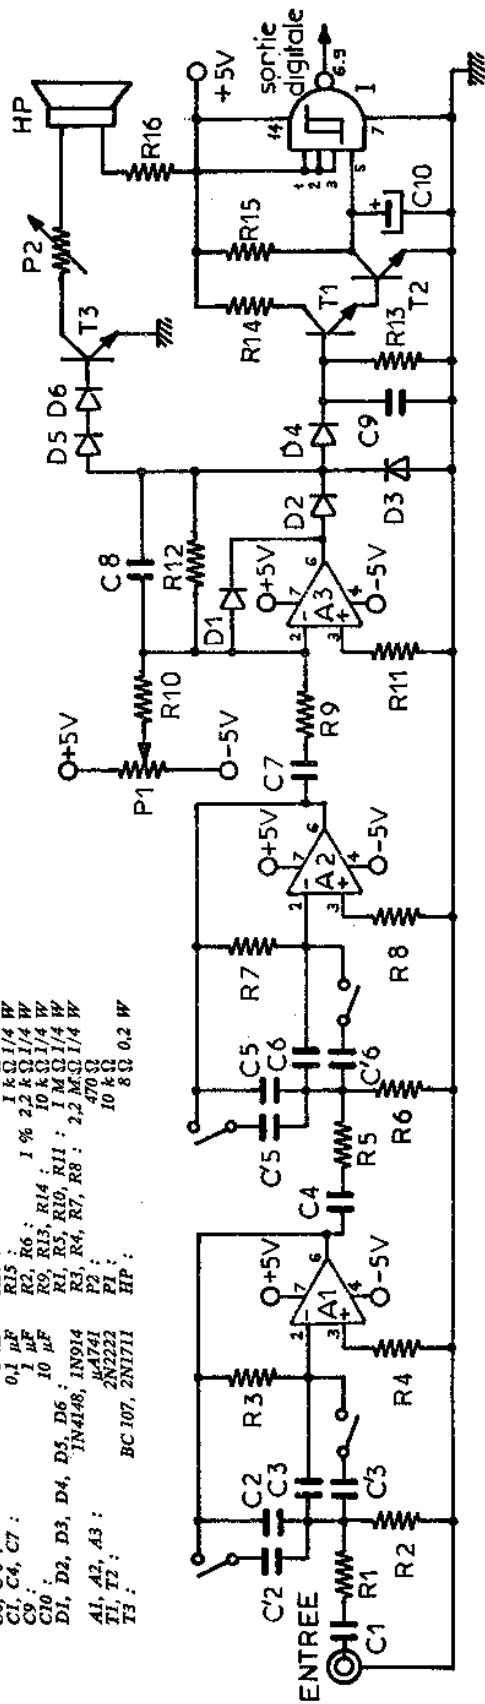 C1, C4, C7 : 0,1 µF
C9 : 1 µF
C10 : 10 µF
D1, D2, D3, D4, D5, D6 :
1N4148, 1N914
A1, A2, A3 : µA741
T1, T2 : 2N2222
T3 : BC 107, 2N1711
R15 : 1 kΩ 1/4 W
R2, R6 : 1 % 2,2 kΩ 1/4 W
R9, R13, R14 : 10 kΩ 1/4 W
R1, R5, R10, R11 : 1 MΩ 1/4 W
R3, R4, R7, R8 : 2,2 MΩ 1/4 W
P2 : 470 Ω
P1 : 10 kΩ
HP : 8 Ω 0,2 W
ENTREE
C1
R1
R2
C'2
C2
C3
C'3
R3
R4
A1
2
3
7
6
4
-
+
+5V
-5V
C4
R5
R6
C'5
C5
C6
C'6
R7
R8
A2
2
3
7
6
4
-
+
+5V
-5V
C7
R9
P1
+5V
-5V
R10
C8
R12
D1
R11
A3
2
3
7
6
4
-
+
+5V
-5V
D2
D3
D4
D5 D6
T3
P2
HP
R16
C9
R13
R14
R15
T1
T2
C10
+
+5V
14
1
2
3
5
7
I
6.9
sortie
digitale